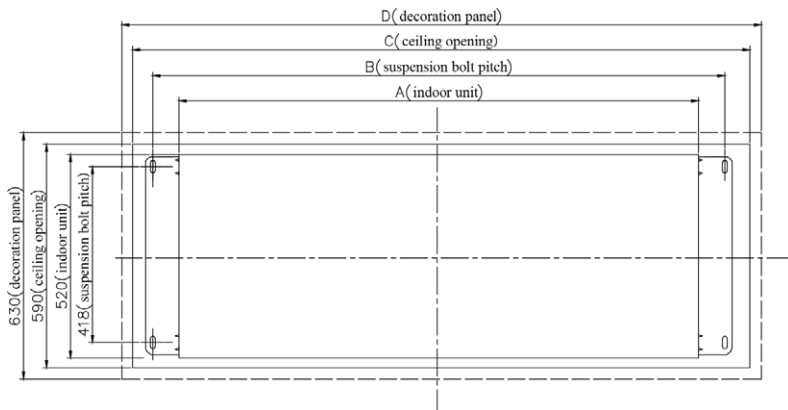 D( decoration panel)
C( ceiling opening)
B( suspension bolt pitch)
A( indoor unit)
630( decoration panel)
590( ceiling opening)
520( indoor unit)
418( suspension bolt pitch)